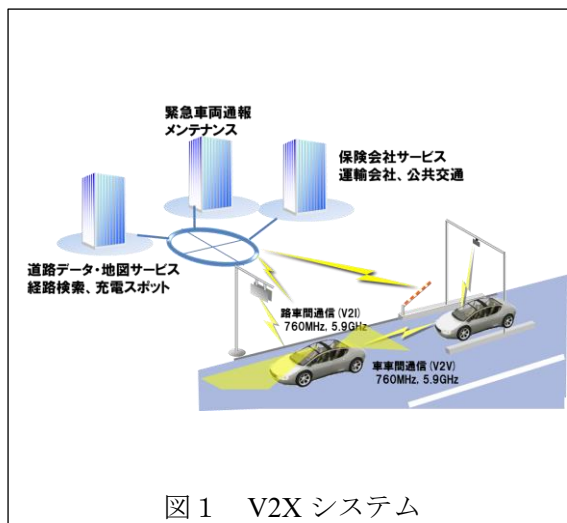 緊急車両通報
メンテナンス
保険会社サービス
運輸会社、公共交通
道路データ・地図サービス
経路検索、充電スポット
路車間通信(V2I)
760MHz, 5.9GHz
車車間通信(V2V)
760MHz, 5.9GHz
図1 V2X システム